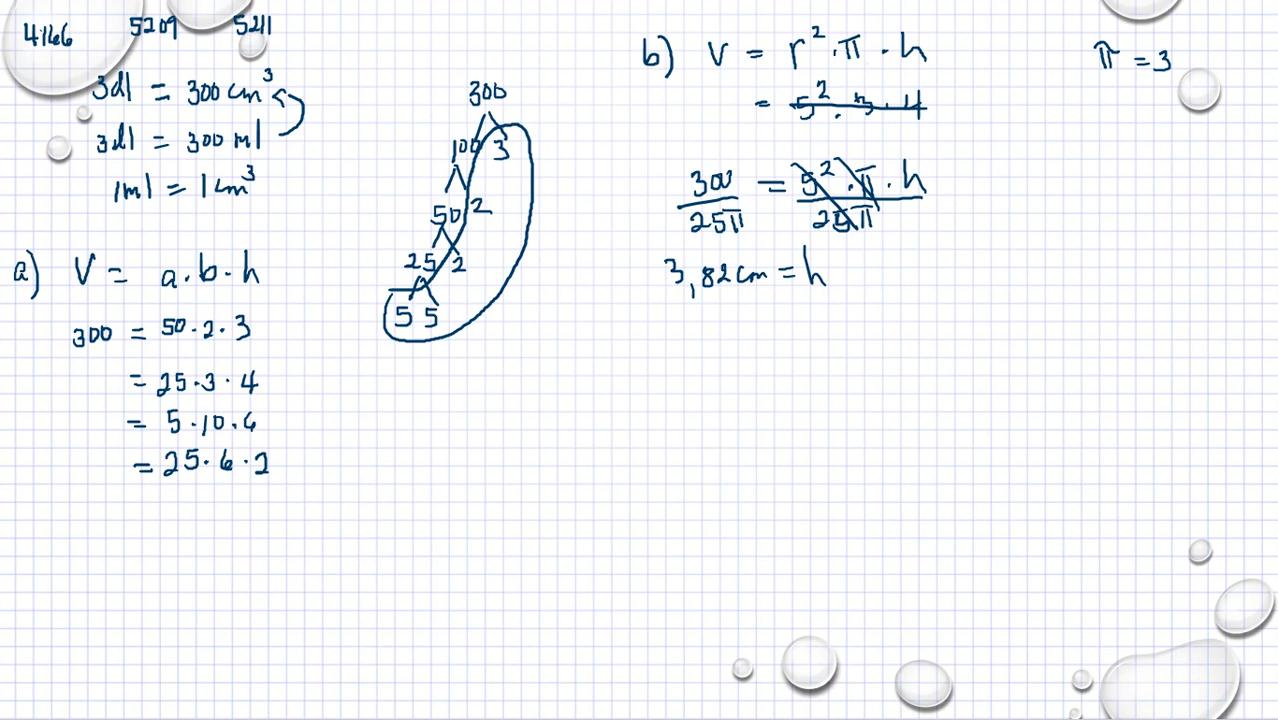 4166 5209 5211
3dl = 300 cm³
3dl = 300 ml
1ml = 1 cm³
a) V = a·b·h
300 = 50·2·3
= 25·3·4
= 5·10·6
= 25·6·2
300
100 3
50 2
25 2
5 5
b) V = r²·π·h
= 5²·3·4
300/25π = 5²·π·h/25π
3,82 cm = h
π = 3